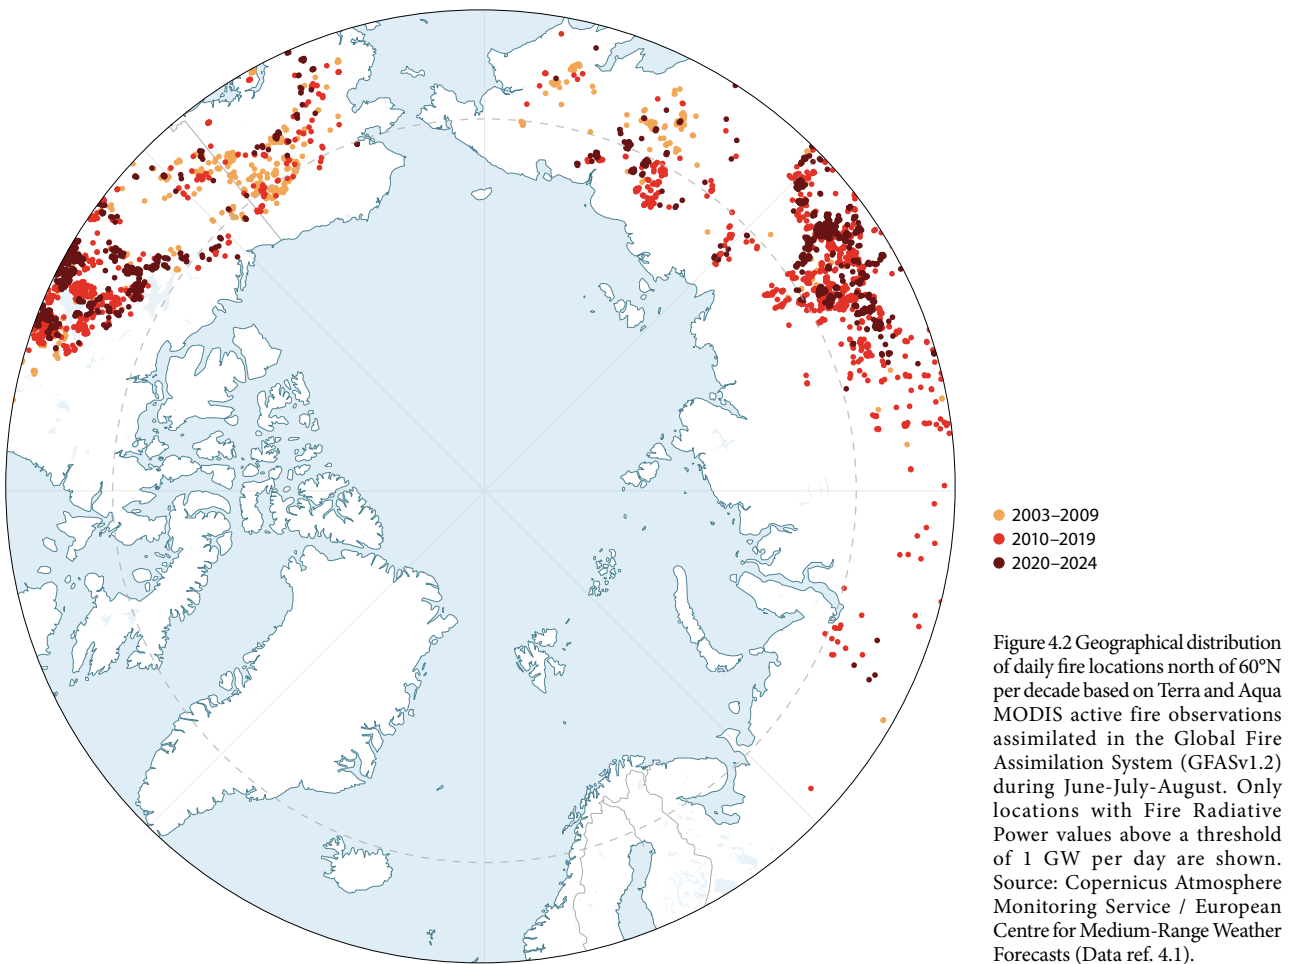 2003–2009
2010–2019
2020–2024
Figure 4.2 Geographical distribution
of daily fire locations north of 60°N
per decade based on Terra and Aqua
MODIS active fire observations
assimilated in the Global Fire
Assimilation System (GFASv1.2)
during June-July-August. Only
locations with Fire Radiative
Power values above a threshold
of 1 GW per day are shown.
Source: Copernicus Atmosphere
Monitoring Service / European
Centre for Medium-Range Weather
Forecasts (Data ref. 4.1).